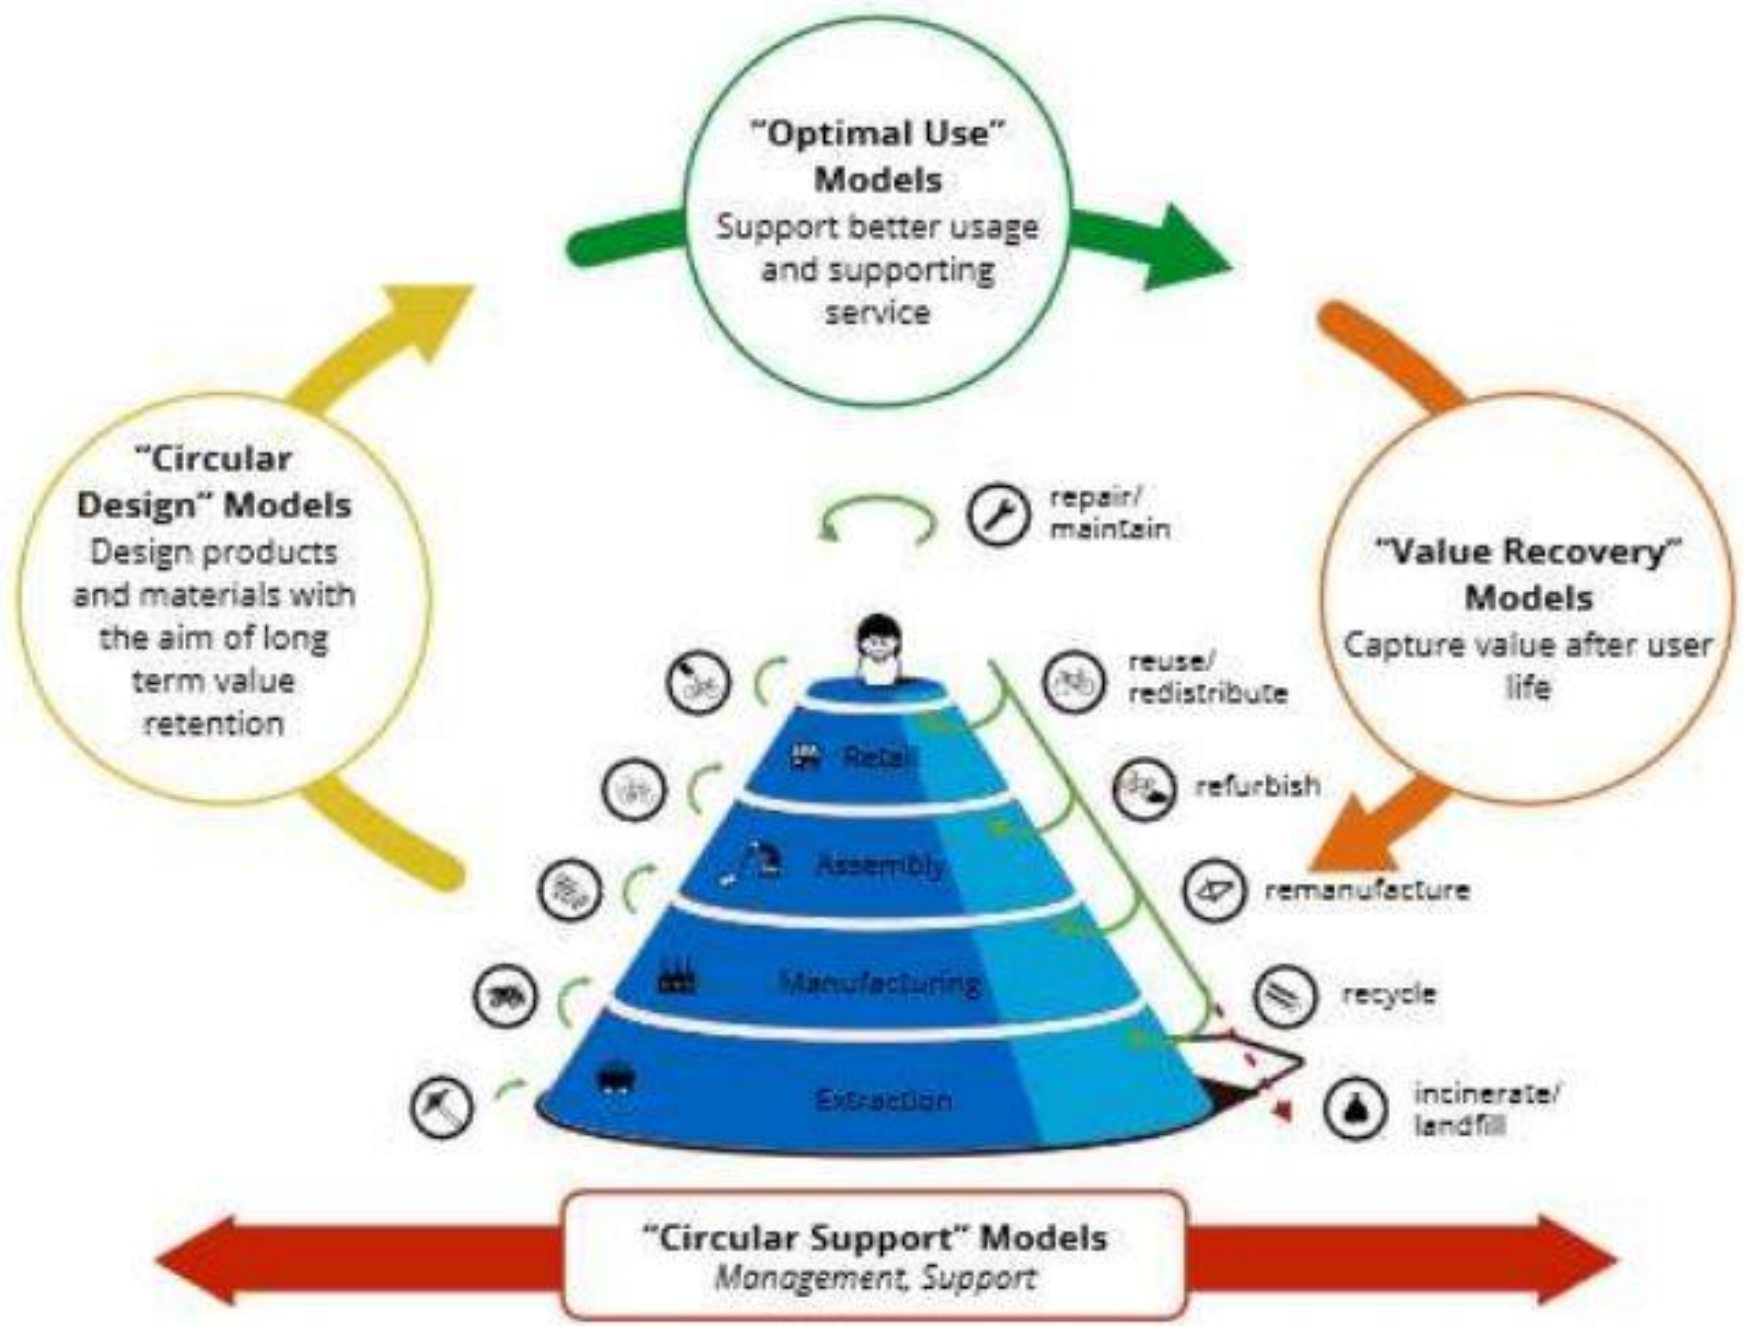 “Optimal Use”
Models
Support better usage
and supporting
service
“Circular
Design” Models
Design products
and materials with
the aim of long
term value
retention
“Value Recovery”
Models
Capture value after user
life
repair/
maintain
reuse/
redistribute
refurbish
remanufacture
recycle
incinerate/
landfill
Retail
Assembly
Manufacturing
Extraction
“Circular Support” Models
Management, Support